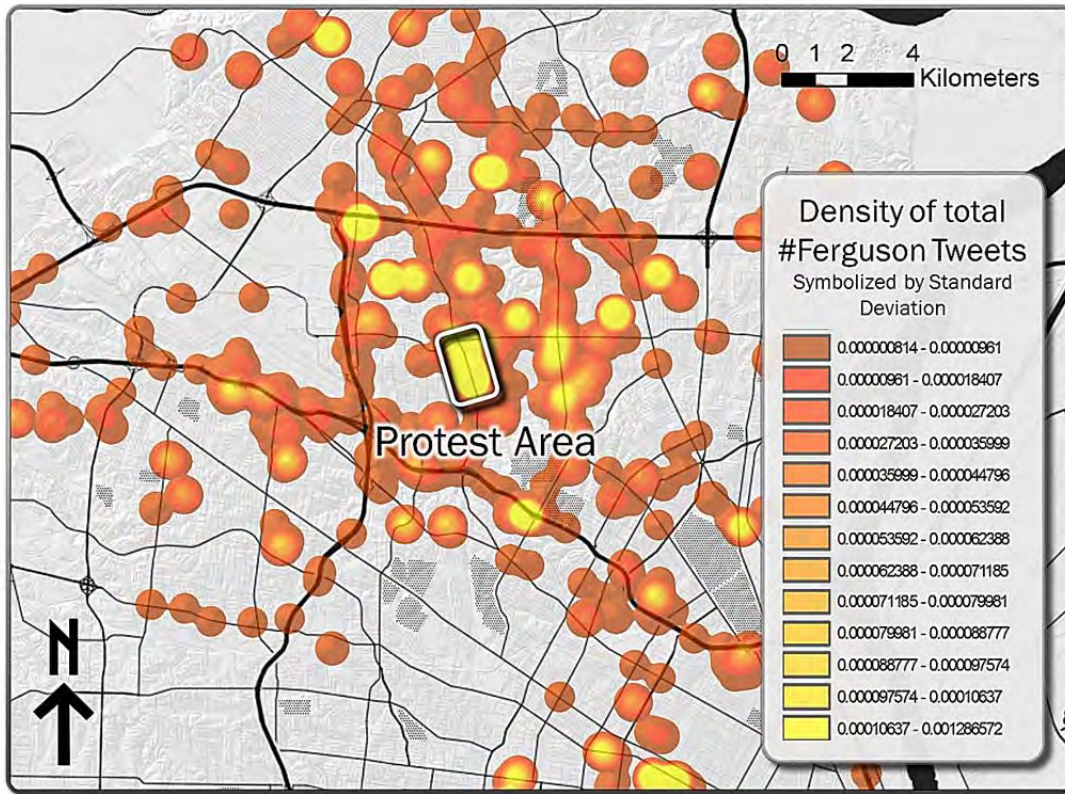 0 1 2 4
Kilometers
Density of total
#Ferguson Tweets
Symbolized by Standard
Deviation
0.000000814 - 0.00000961
0.00000961 - 0.000018407
0.000018407 - 0.000027203
0.000027203 - 0.000035999
0.000035999 - 0.000044796
0.000044796 - 0.000053592
0.000053592 - 0.000062388
0.000062388 - 0.000071185
0.000071185 - 0.000079981
0.000079981 - 0.000088777
0.000088777 - 0.000097574
0.000097574 - 0.00010637
0.00010637 - 0.001286572
Protest Area
N